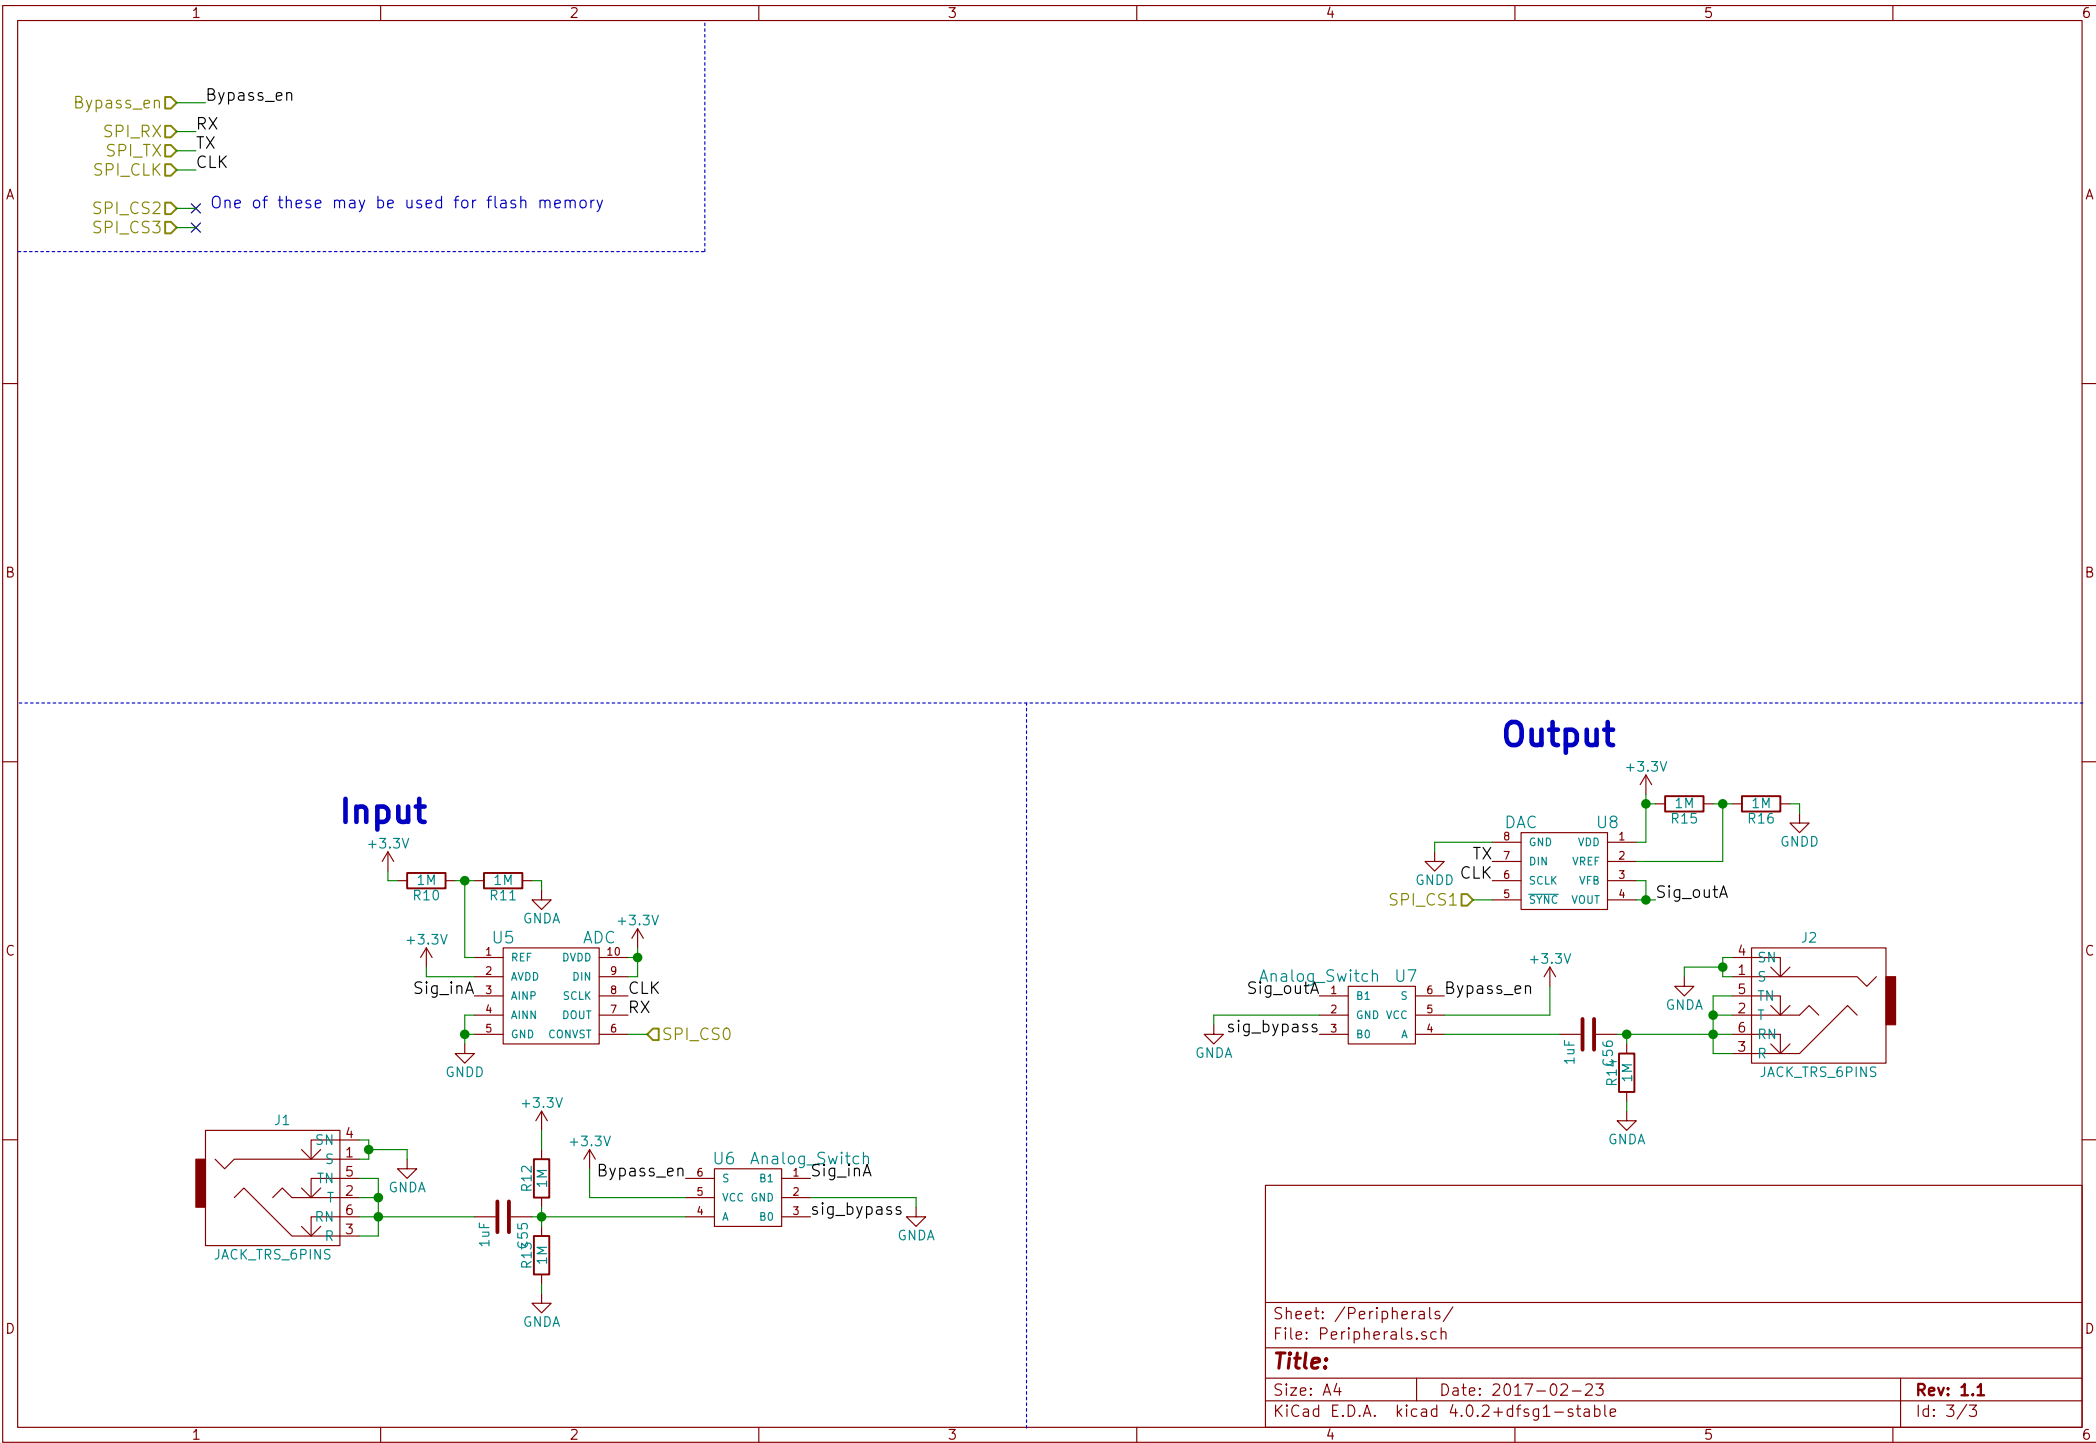 1 2 3 4 5 6
Bypass_en Bypass_en
SPI_RX RX
SPI_TX TX
SPI_CLK CLK
A A
SPI_CS2 One of these may be used for flash memory
SPI_CS3
B B
Output
Input
+3.3V
1M 1M
R15 R16
GNDD
DAC U8
8 GND VDD 1
TX 7 DIN VREF 2
CLK 6 SCLK VFB 3
SPI_CS1 5 SYNC VOUT 4 Sig_outA
GNDD
+3.3V
1M 1M
R10 R11
GNDA
+3.3V
+3.3V
U5 ADC
1 REF DVDD 10
2 AVDD DIN 9
Sig_inA 3 AINP SCLK 8 CLK
4 AINN DOUT 7 RX
5 GND CONVST 6 SPI_CS0
GNDD
C C
Analog_Switch U7
+3.3V
Sig_outA 1 B1 S 6 Bypass_en
2 GND VCC 5
sig_bypass 3 B0 A 4
GNDA
1uF C56
R14 1M
GNDA
J2
4 SN
1 S
5 TN
2 T
6 RN
3 R
GNDA
JACK_TRS_6PINS
J1
SN 4
S 1
TN 5
T 2
RN 6
R 3
GNDA
JACK_TRS_6PINS
+3.3V
R12 1M
1uF C55
R13 1M
GNDA
+3.3V
U6 Analog_Switch
Bypass_en 6 S B1 1 Sig_inA
5 VCC GND 2
4 A B0 3 sig_bypass
GNDA
D D
Sheet: /Peripherals/
File: Peripherals.sch
Title:
Size: A4 Date: 2017-02-23 Rev: 1.1
KiCad E.D.A. kicad 4.0.2+dfsg1-stable Id: 3/3
1 2 3 4 5 6